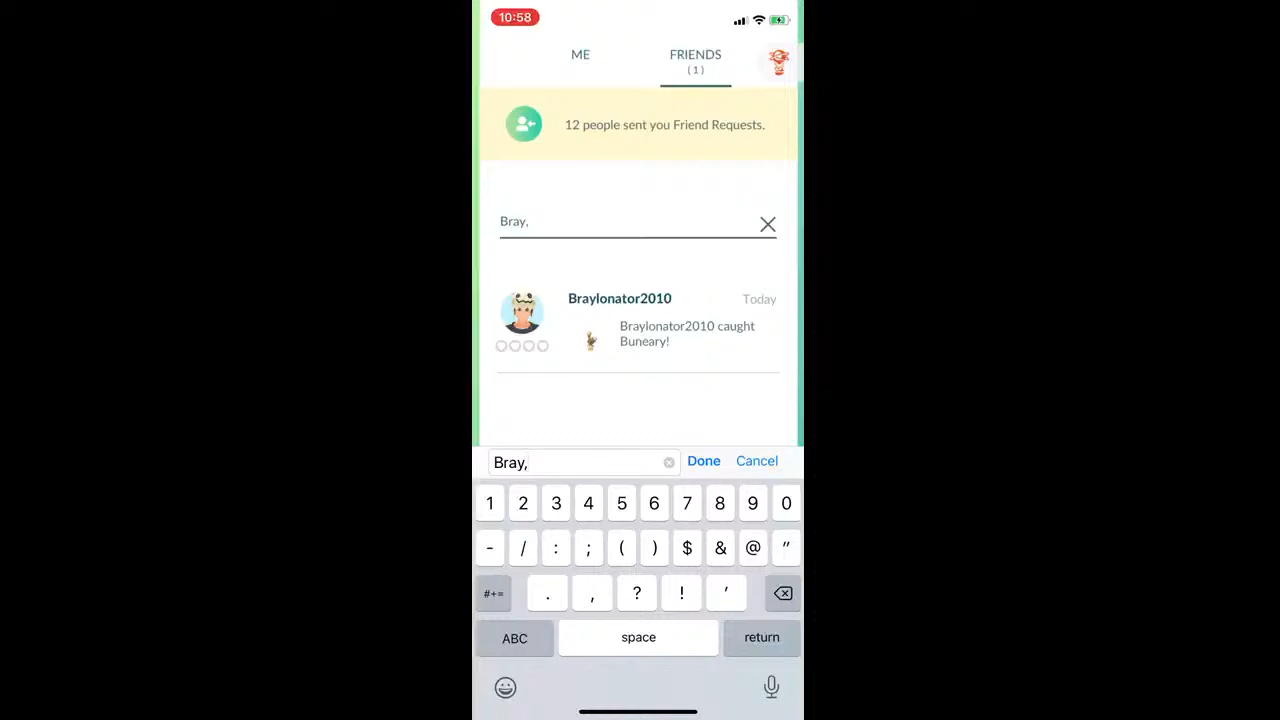 10:58
ME
FRIENDS
(1)
12 people sent you Friend Requests.
Bray,
Braylonator2010
Today
Braylonator2010 caught
Buneary!
Bray,
Done
Cancel
1 2 3 4 5 6 7 8 9 0
- / : ; ( ) $ & @ "
#+= . , ? ! '
ABC space return